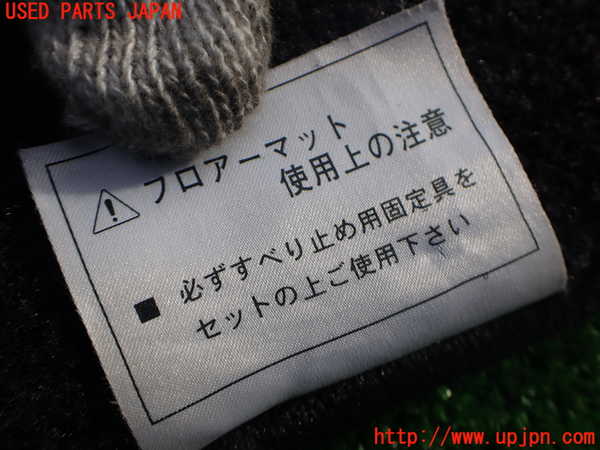 USED PARTS JAPAN
フロアーマット
使用上の注意
■ 必ずすべり止め用固定具を
セットの上ご使用下さい
http://www.upjpn.com